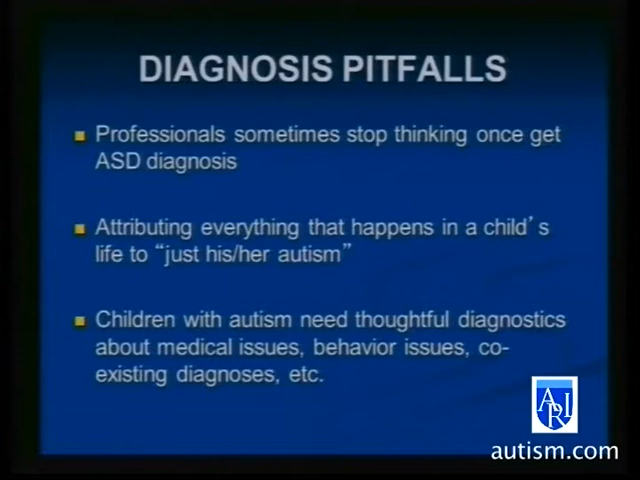 DIAGNOSIS PITFALLS
Professionals sometimes stop thinking once get
ASD diagnosis
Attributing everything that happens in a child's
life to “just his/her autism”
Children with autism need thoughtful diagnostics
about medical issues, behavior issues, co-
existing diagnoses, etc.
ARI
autism.com